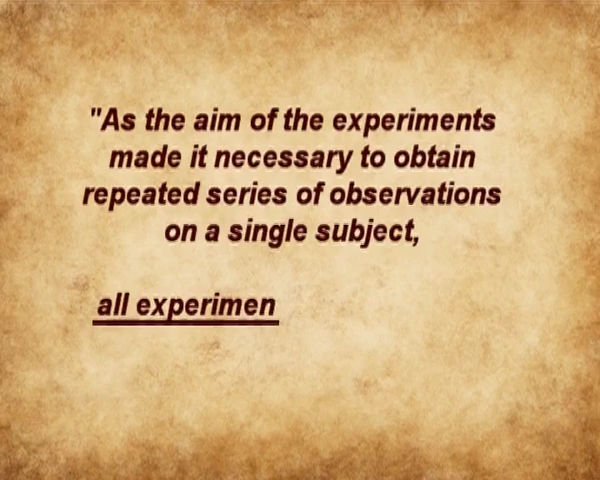 "As the aim of the experiments
made it necessary to obtain
repeated series of observations
on a single subject,
all experimen